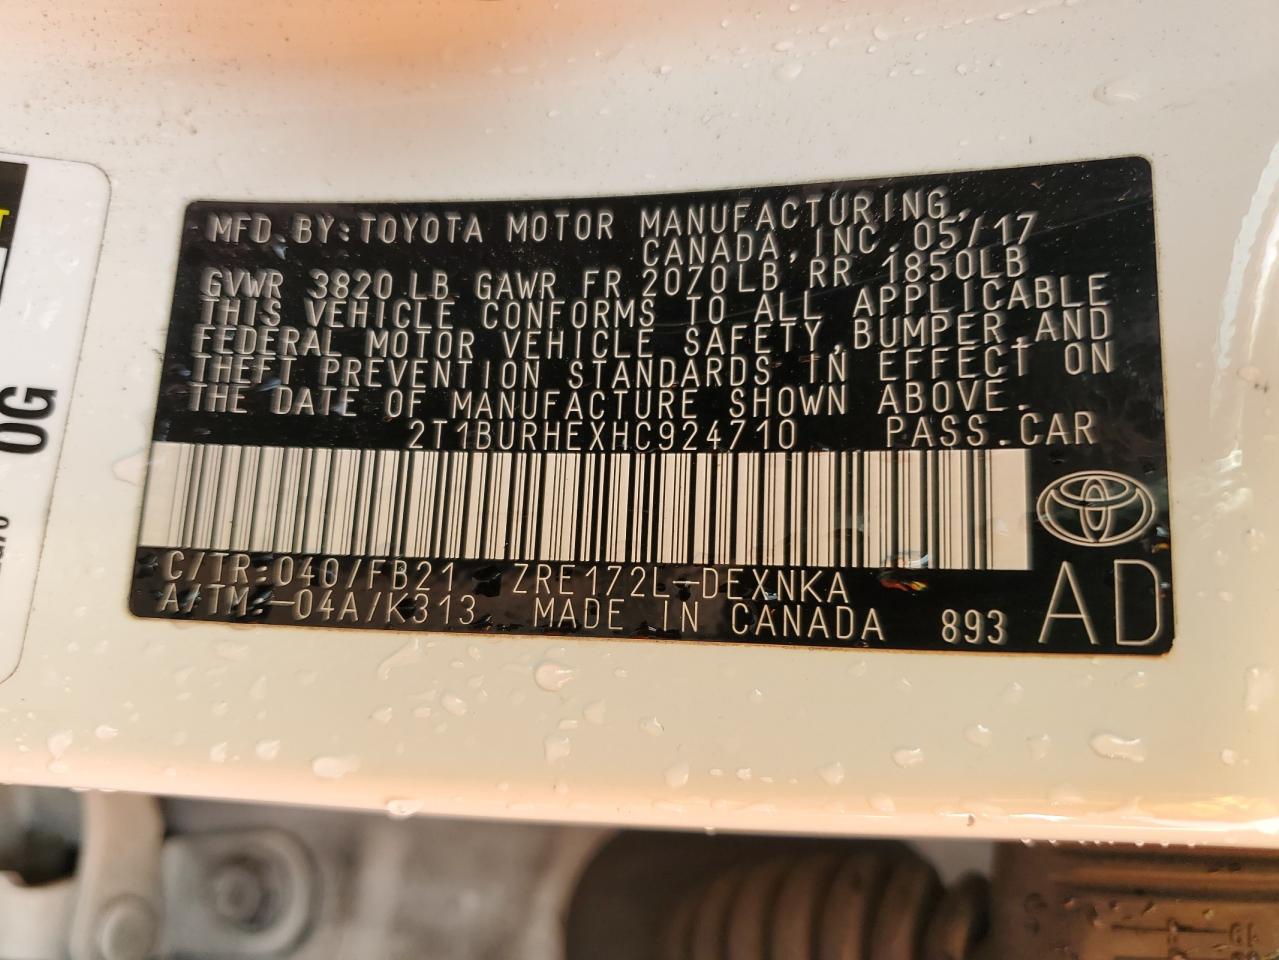 MFD BY:TOYOTA MOTOR MANUFACTURING,
CANADA,INC.05/17
GVWR 3820 LB GAWR FR 2070LB RR 1850LB
THIS VEHICLE CONFORMS TO ALL APPLICABLE
FEDERAL MOTOR VEHICLE SAFETY,BUMPER,AND
THEFT PREVENTION STANDARDS IN EFFECT ON
THE DATE OF MANUFACTURE SHOWN ABOVE.
2T1BURHEXHC924710 PASS.CAR
C/TR:040/FB21 ZRE172L-DEXNKA
A/TM:-04A/K313 MADE IN CANADA 893 AD